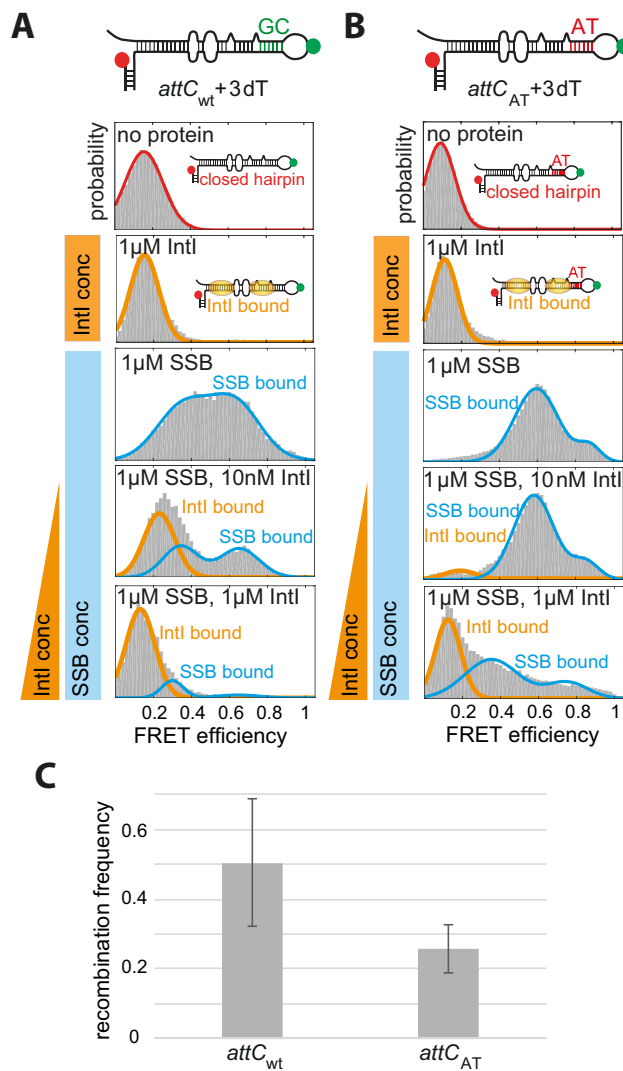 A
GC
attCwt+3dT
no protein
closed hairpin
probability
1µM IntI
IntI bound
IntI conc
1µM SSB
SSB bound
1µM SSB, 10nM IntI
IntI bound
SSB bound
1µM SSB, 1µM IntI
IntI bound
SSB bound
IntI conc
SSB conc
0.2 0.4 0.6 0.8 1
FRET efficiency
B
AT
attCAT+3dT
no protein
AT
closed hairpin
probability
1µM IntI
AT
IntI bound
IntI conc
1µM SSB
SSB bound
1µM SSB, 10nM IntI
SSB bound
IntI bound
1µM SSB, 1µM IntI
IntI bound
SSB bound
IntI conc
SSB conc
0.2 0.4 0.6 0.8 1
FRET efficiency
C
recombination frequency
0.6
0.4
0.2
0
attCwt
attCAT